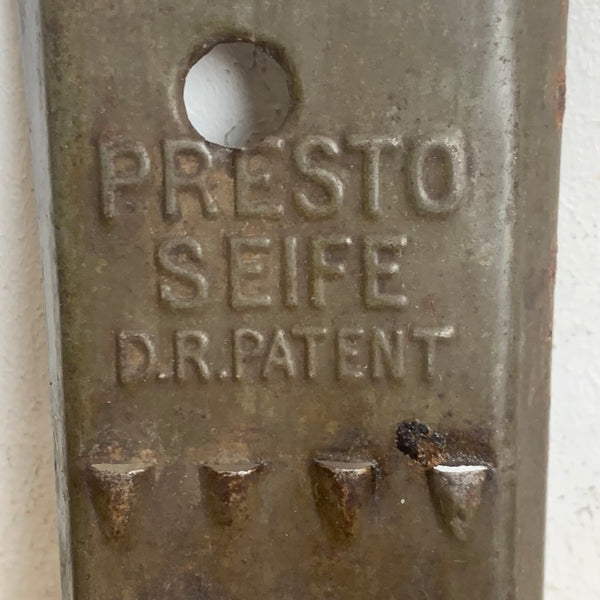 PRESTO
SEIFE
D.R.PATENT